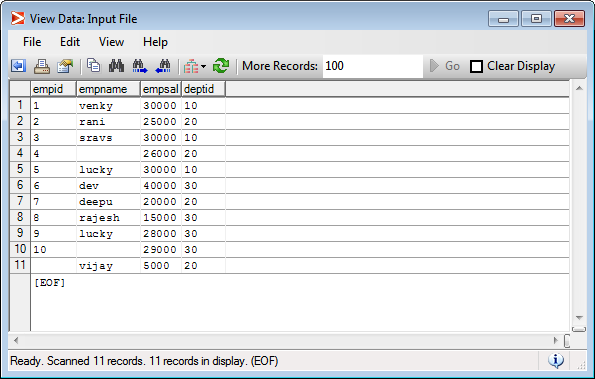 View Data: Input File
File Edit View Help
More Records: 100 Go Clear Display
empid empname empsal deptid
1 1 venky 30000 10
2 2 rani 25000 20
3 3 sravs 30000 10
4 4 26000 20
5 5 lucky 30000 10
6 6 dev 40000 30
7 7 deepu 20000 20
8 8 rajesh 15000 30
9 9 lucky 28000 30
10 10 29000 30
11 vijay 5000 20
[EOF]
Ready. Scanned 11 records. 11 records in display. (EOF)